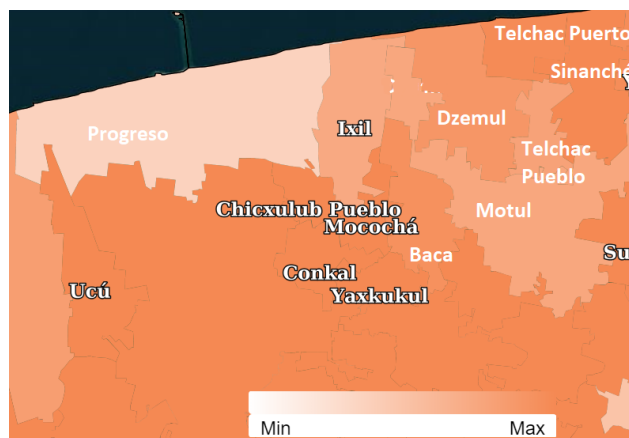 Telchac Puerto
Sinanché
Dzemul
Ixil
Progreso
Telchac
Pueblo
Chicxulub Pueblo
Motul
Mocochá
Baca
Conkal
Ucú
Yaxkukul
Min
Max